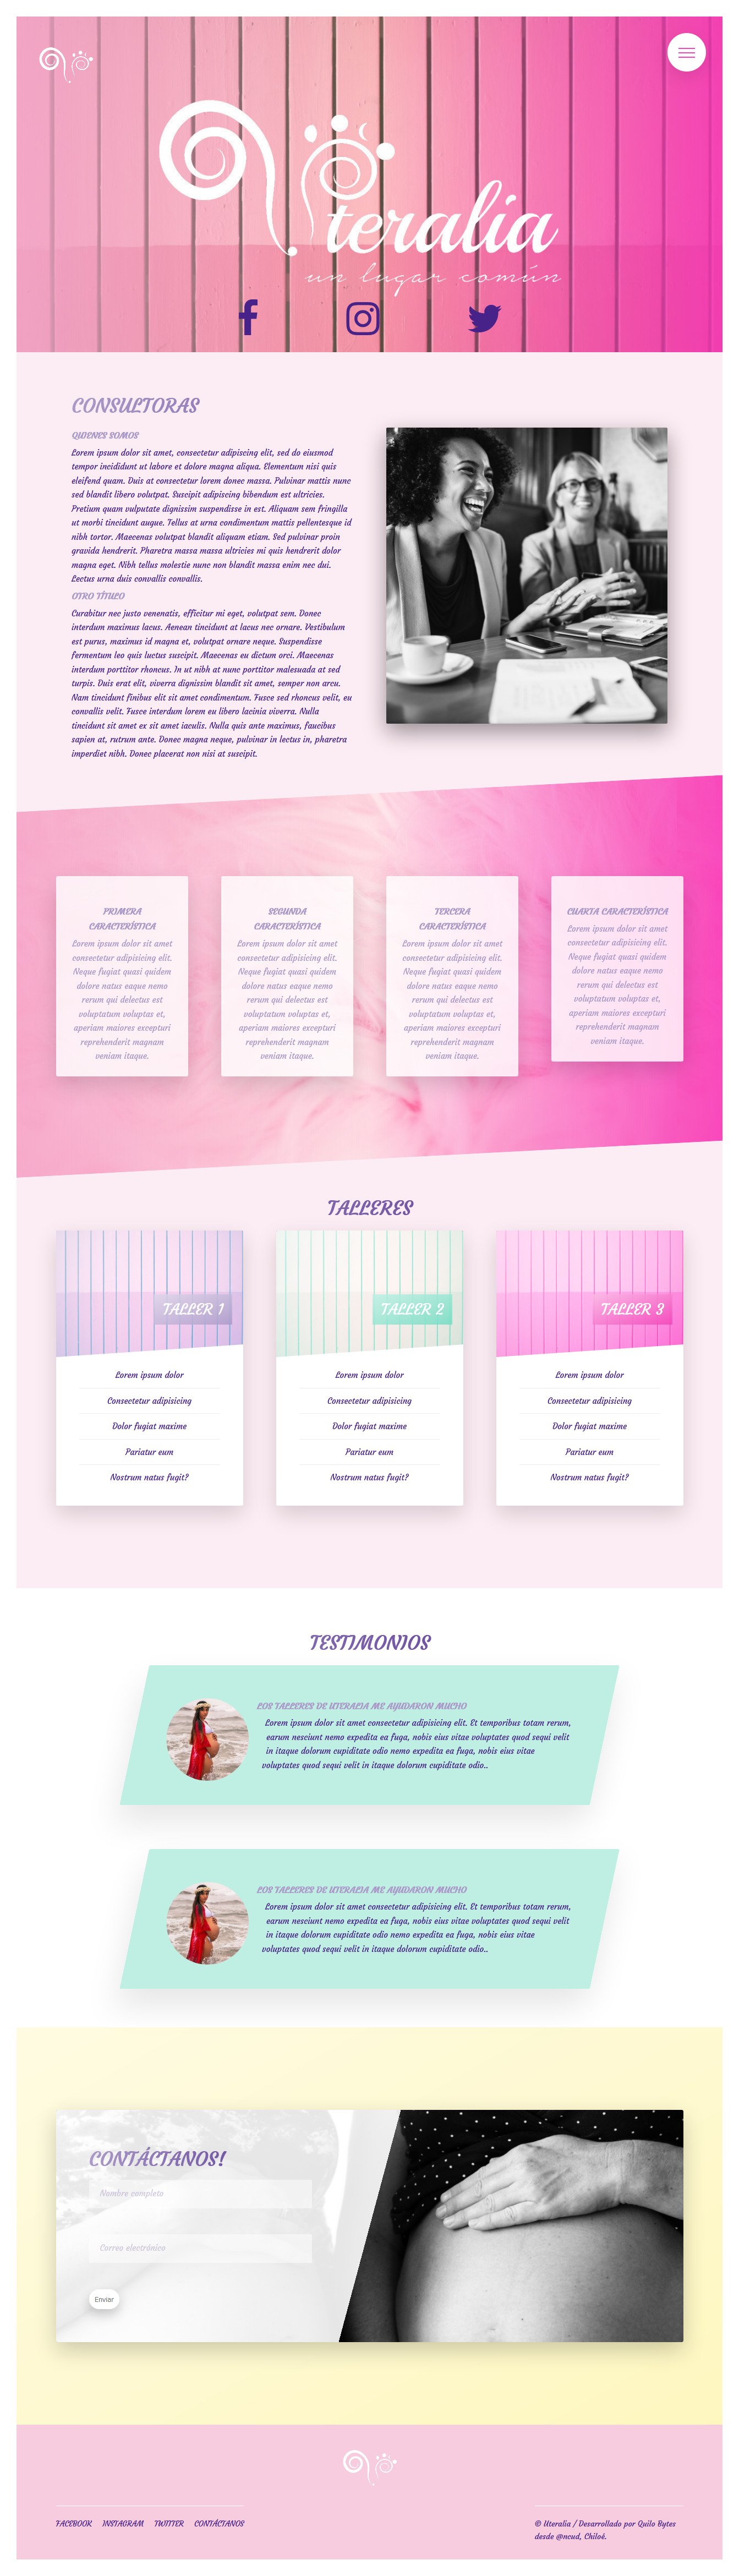 teralia
un lugar común
CONSULTORAS
QUIENES SOMOS
Lorem ipsum dolor sit amet, consectetur adipiscing elit, sed do eiusmod
tempor incididunt ut labore et dolore magna aliqua. Elementum nisi quis
eleifend quam. Duis at consectetur lorem donec massa. Pulvinar mattis nunc
sed blandit libero volutpat. Suscipit adipiscing bibendum est ultricies.
Pretium quam vulputate dignissim suspendisse in est. Aliquam sem fringilla
ut morbi tincidunt augue. Tellus at urna condimentum mattis pellentesque id
nibh tortor. Maecenas volutpat blandit aliquam etiam. Sed pulvinar proin
gravida hendrerit. Pharetra massa massa ultricies mi quis hendrerit dolor
magna eget. Nibh tellus molestie nunc non blandit massa enim nec dui.
Lectus urna duis convallis convallis.
OTRO TÍTULO
Curabitur nec justo venenatis, efficitur mi eget, volutpat sem. Donec
interdum maximus lacus. Aenean tincidunt at lacus nec ornare. Vestibulum
est purus, maximus id magna et, volutpat ornare neque. Suspendisse
fermentum leo quis luctus suscipit. Maecenas eu dictum orci. Maecenas
interdum porttitor rhoncus. In ut nibh at nunc porttitor malesuada at sed
turpis. Duis erat elit, viverra dignissim blandit sit amet, semper non arcu.
Nam tincidunt finibus elit sit amet condimentum. Fusce sed rhoncus velit, eu
convallis velit. Fusce interdum lorem eu libero lacinia viverra. Nulla
tincidunt sit amet ex sit amet iaculis. Nulla quis ante maximus, faucibus
sapien at, rutrum ante. Donec magna neque, pulvinar in lectus in, pharetra
imperdiet nibh. Donec placerat non nisi at suscipit.
PRIMERA
CARACTERÍSTICA
Lorem ipsum dolor sit amet
consectetur adipisicing elit.
Neque fugiat quasi quidem
dolore natus eaque nemo
rerum qui delectus est
voluptatum voluptas et,
aperiam maiores excepturi
reprehenderit magnam
veniam itaque.
SEGUNDA
CARACTERÍSTICA
Lorem ipsum dolor sit amet
consectetur adipisicing elit.
Neque fugiat quasi quidem
dolore natus eaque nemo
rerum qui delectus est
voluptatum voluptas et,
aperiam maiores excepturi
reprehenderit magnam
veniam itaque.
TERCERA
CARACTERÍSTICA
Lorem ipsum dolor sit amet
consectetur adipisicing elit.
Neque fugiat quasi quidem
dolore natus eaque nemo
rerum qui delectus est
voluptatum voluptas et,
aperiam maiores excepturi
reprehenderit magnam
veniam itaque.
CUARTA CARACTERÍSTICA
Lorem ipsum dolor sit amet
consectetur adipisicing elit.
Neque fugiat quasi quidem
dolore natus eaque nemo
rerum qui delectus est
voluptatum voluptas et,
aperiam maiores excepturi
reprehenderit magnam
veniam itaque.
TALLERES
TALLER 1
Lorem ipsum dolor
Consectetur adipisicing
Dolor fugiat maxime
Pariatur eum
Nostrum natus fugit?
TALLER 2
Lorem ipsum dolor
Consectetur adipisicing
Dolor fugiat maxime
Pariatur eum
Nostrum natus fugit?
TALLER 3
Lorem ipsum dolor
Consectetur adipisicing
Dolor fugiat maxime
Pariatur eum
Nostrum natus fugit?
TESTIMONIOS
LOS TALLERES DE UTERALIA ME AYUDARON MUCHO
Lorem ipsum dolor sit amet consectetur adipisicing elit. Et temporibus totam rerum,
earum nesciunt nemo expedita ea fuga, nobis eius vitae voluptates quod sequi velit
in itaque dolorum cupiditate odio nemo expedita ea fuga, nobis eius vitae
voluptates quod sequi velit in itaque dolorum cupiditate odio..
LOS TALLERES DE UTERALIA ME AYUDARON MUCHO
Lorem ipsum dolor sit amet consectetur adipisicing elit. Et temporibus totam rerum,
earum nesciunt nemo expedita ea fuga, nobis eius vitae voluptates quod sequi velit
in itaque dolorum cupiditate odio nemo expedita ea fuga, nobis eius vitae
voluptates quod sequi velit in itaque dolorum cupiditate odio..
CONTÁCTANOS!
Nombre completo
Correo electrónico
Enviar
FACEBOOK INSTAGRAM TWITTER CONTÁCTANOS
© Uteralia / Desarrollado por Quilo Bytes
desde @ncud, Chiloé.